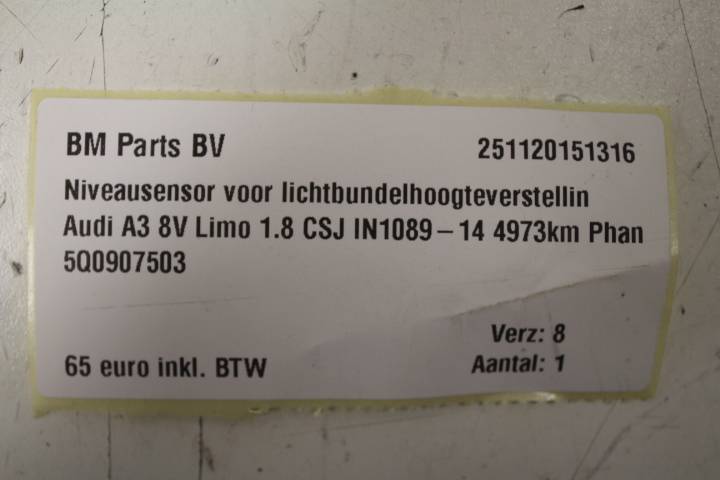 BM Parts BV 251120151316
Niveausensor voor lichtbundelhoogteverstellin
Audi A3 8V Limo 1.8 CSJ IN1089 – 14 4973km Phan
5Q0907503
Verz: 8
65 euro inkl. BTW Aantal: 1